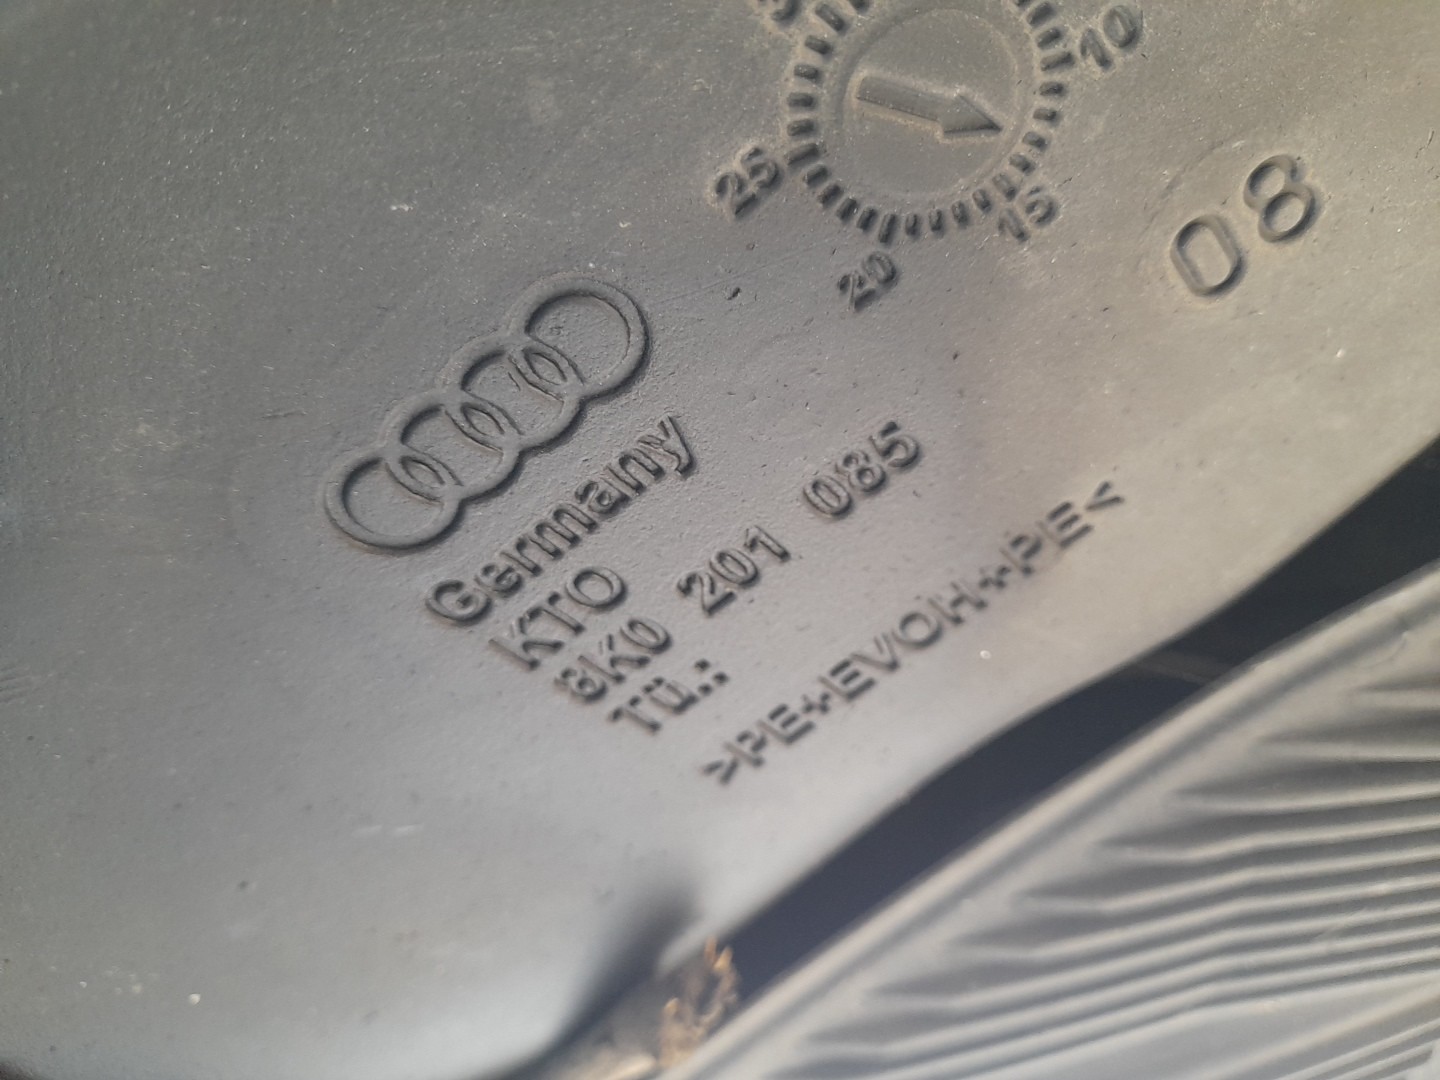 10
15
20
25
08
Germany
KTO
8K0 201 085
TÜ.:
>PE+EVOH+PE<